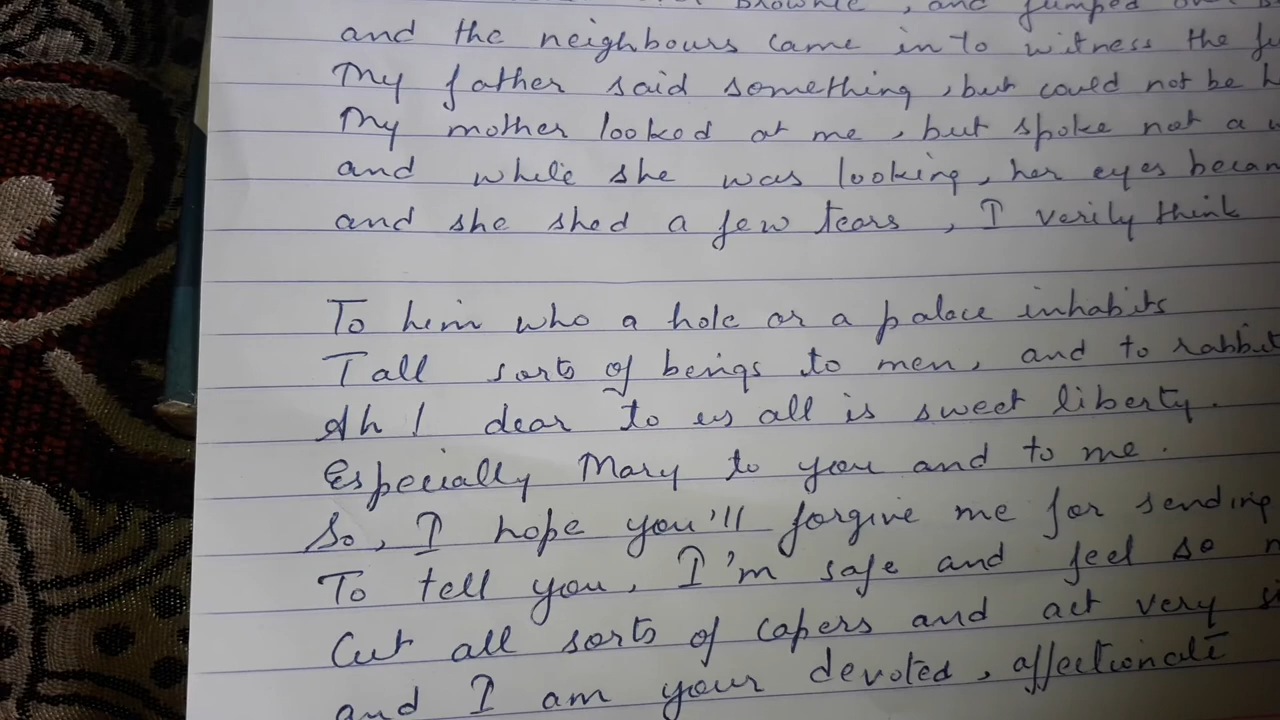 Brownie, and jumped
and the neighbours came into witness the
My father said something, but could not be
My mother looked at me, but spoke not a
and while she was looking, her eyes
and she shed a few tears, I verily think
To him who a hole or a palace inhabits
T all sorts of beings to men, and to
Ah! dear to us all is sweet liberty.
Especially Mary to you and to me.
So, I hope you'll forgive me for sending
To tell you, I'm safe and feel so
Cut all sorts of capers and act very
and I am your devoted, affectionate